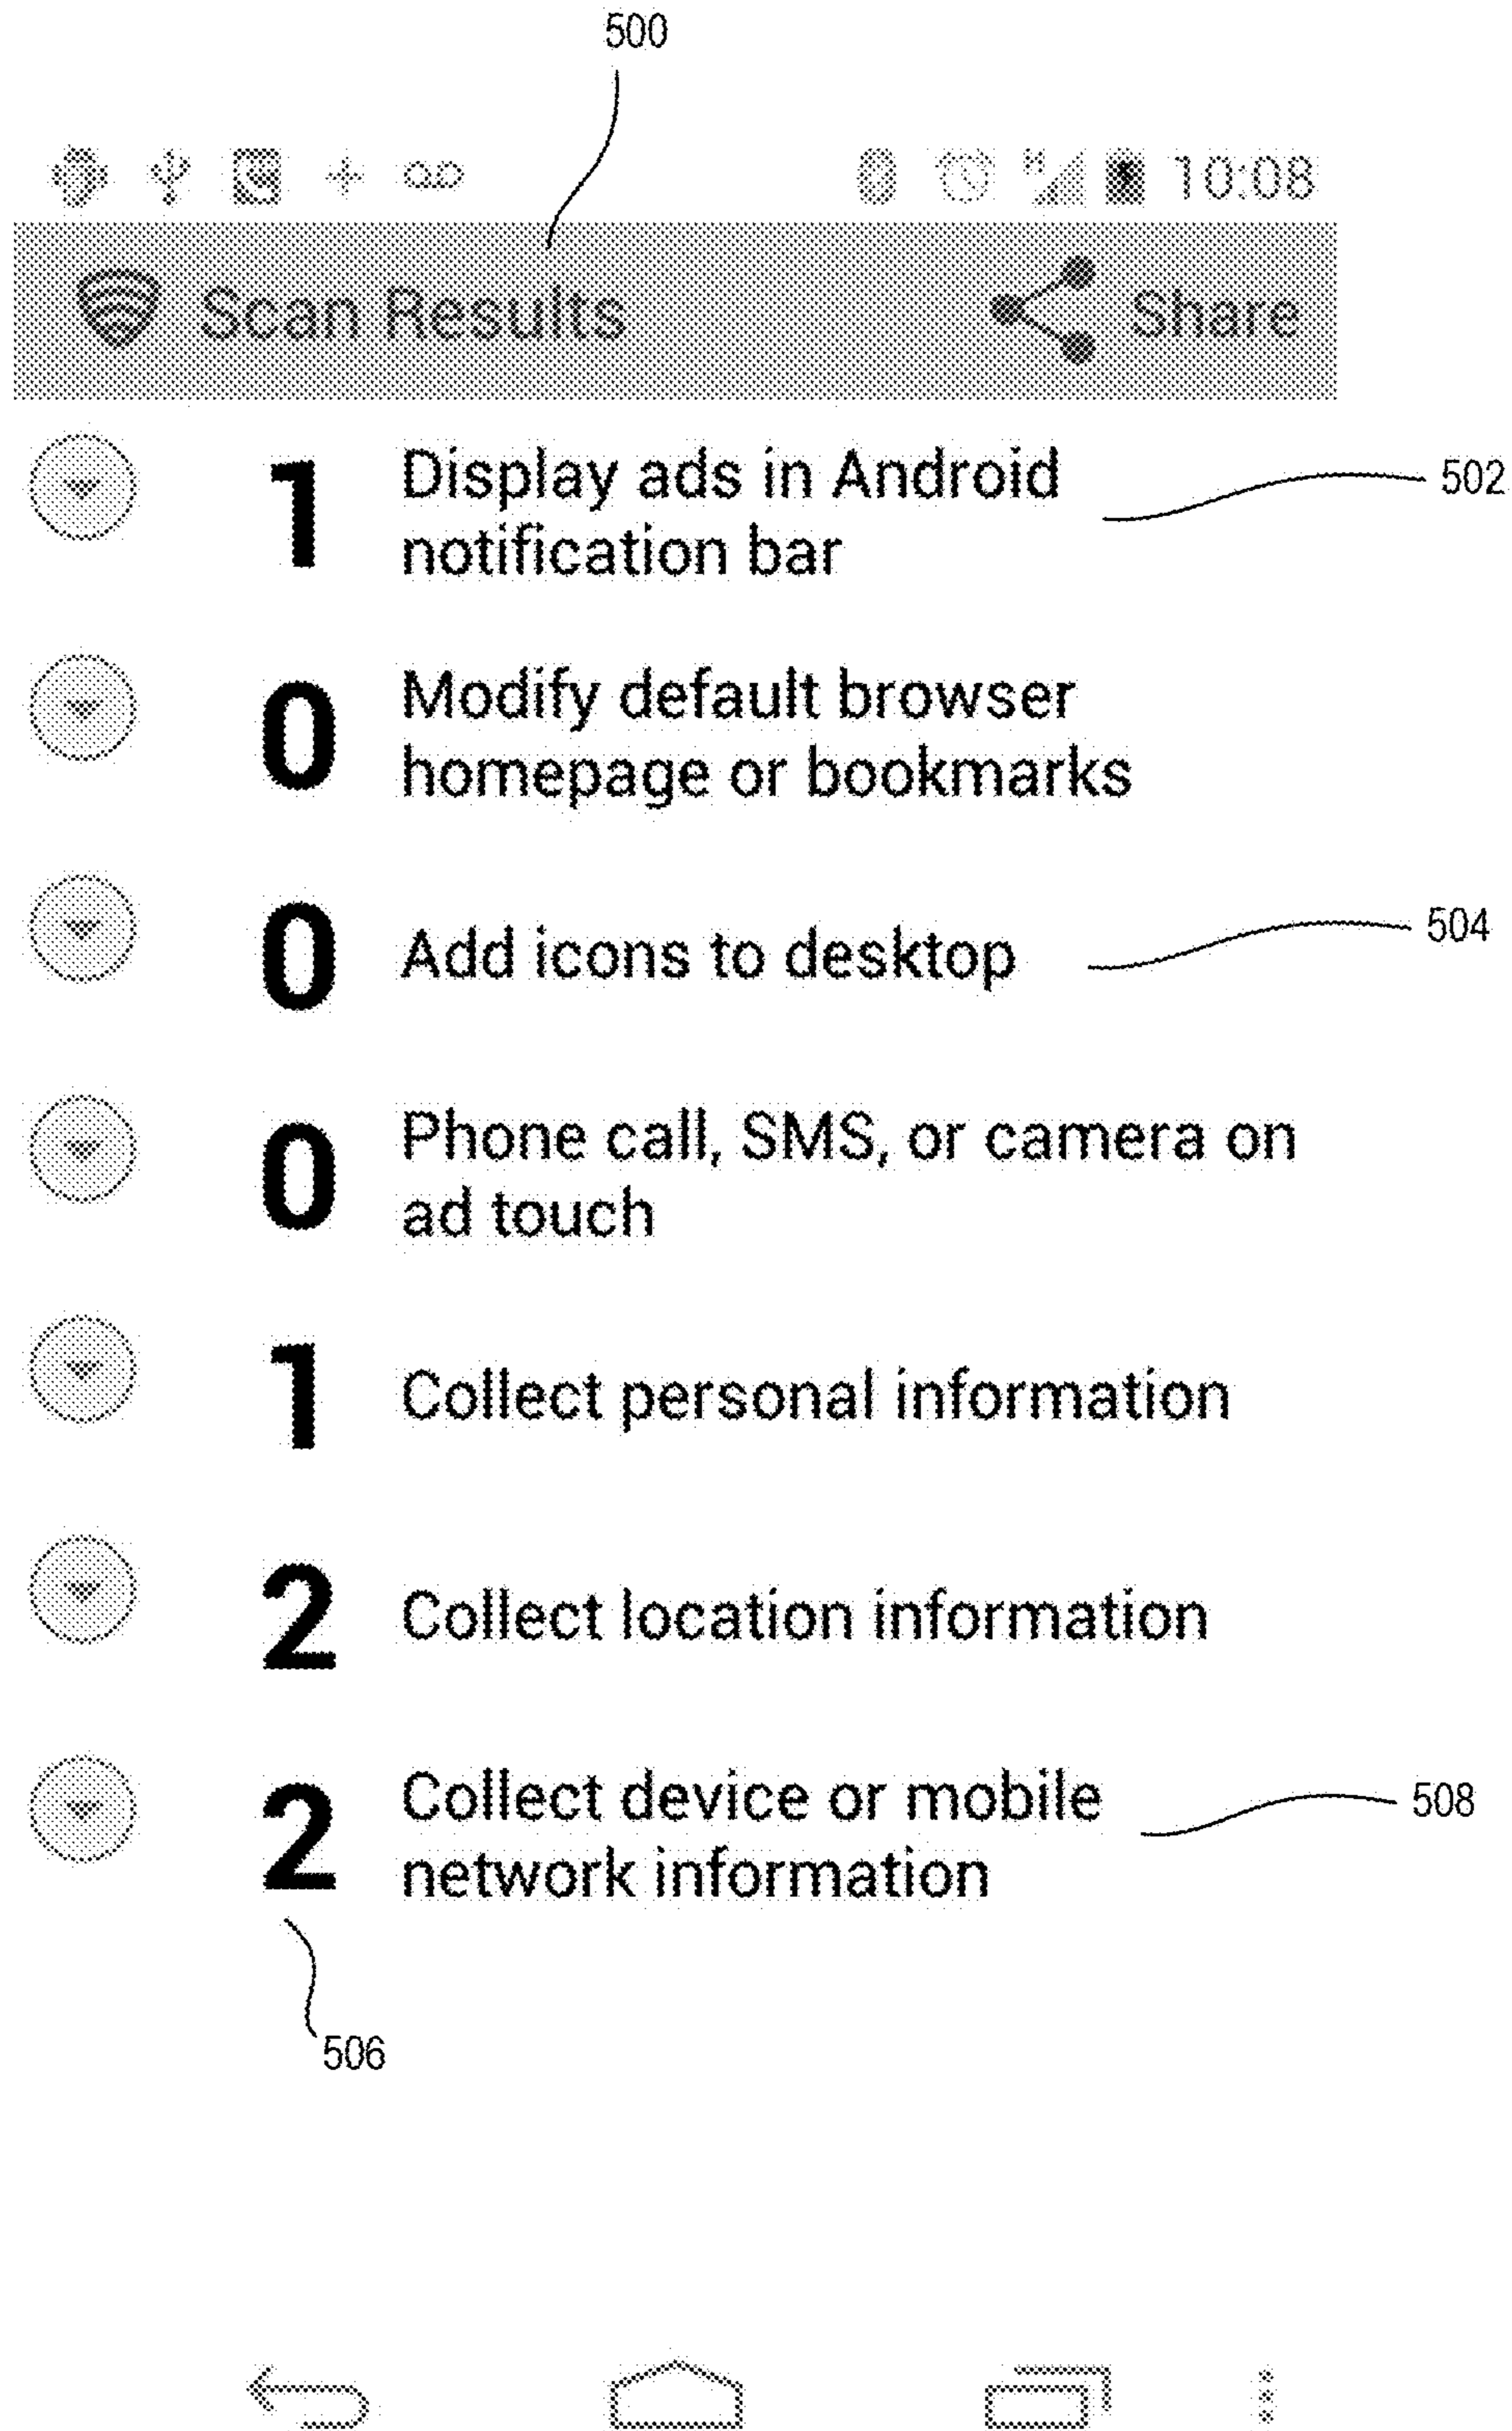 500
10:08
Scan Results Share
1 Display ads in Android 502
notification bar
0 Modify default browser
homepage or bookmarks
0 Add icons to desktop 504
0 Phone call, SMS, or camera on
ad touch
1 Collect personal information
2 Collect location information
2 Collect device or mobile 508
network information
506